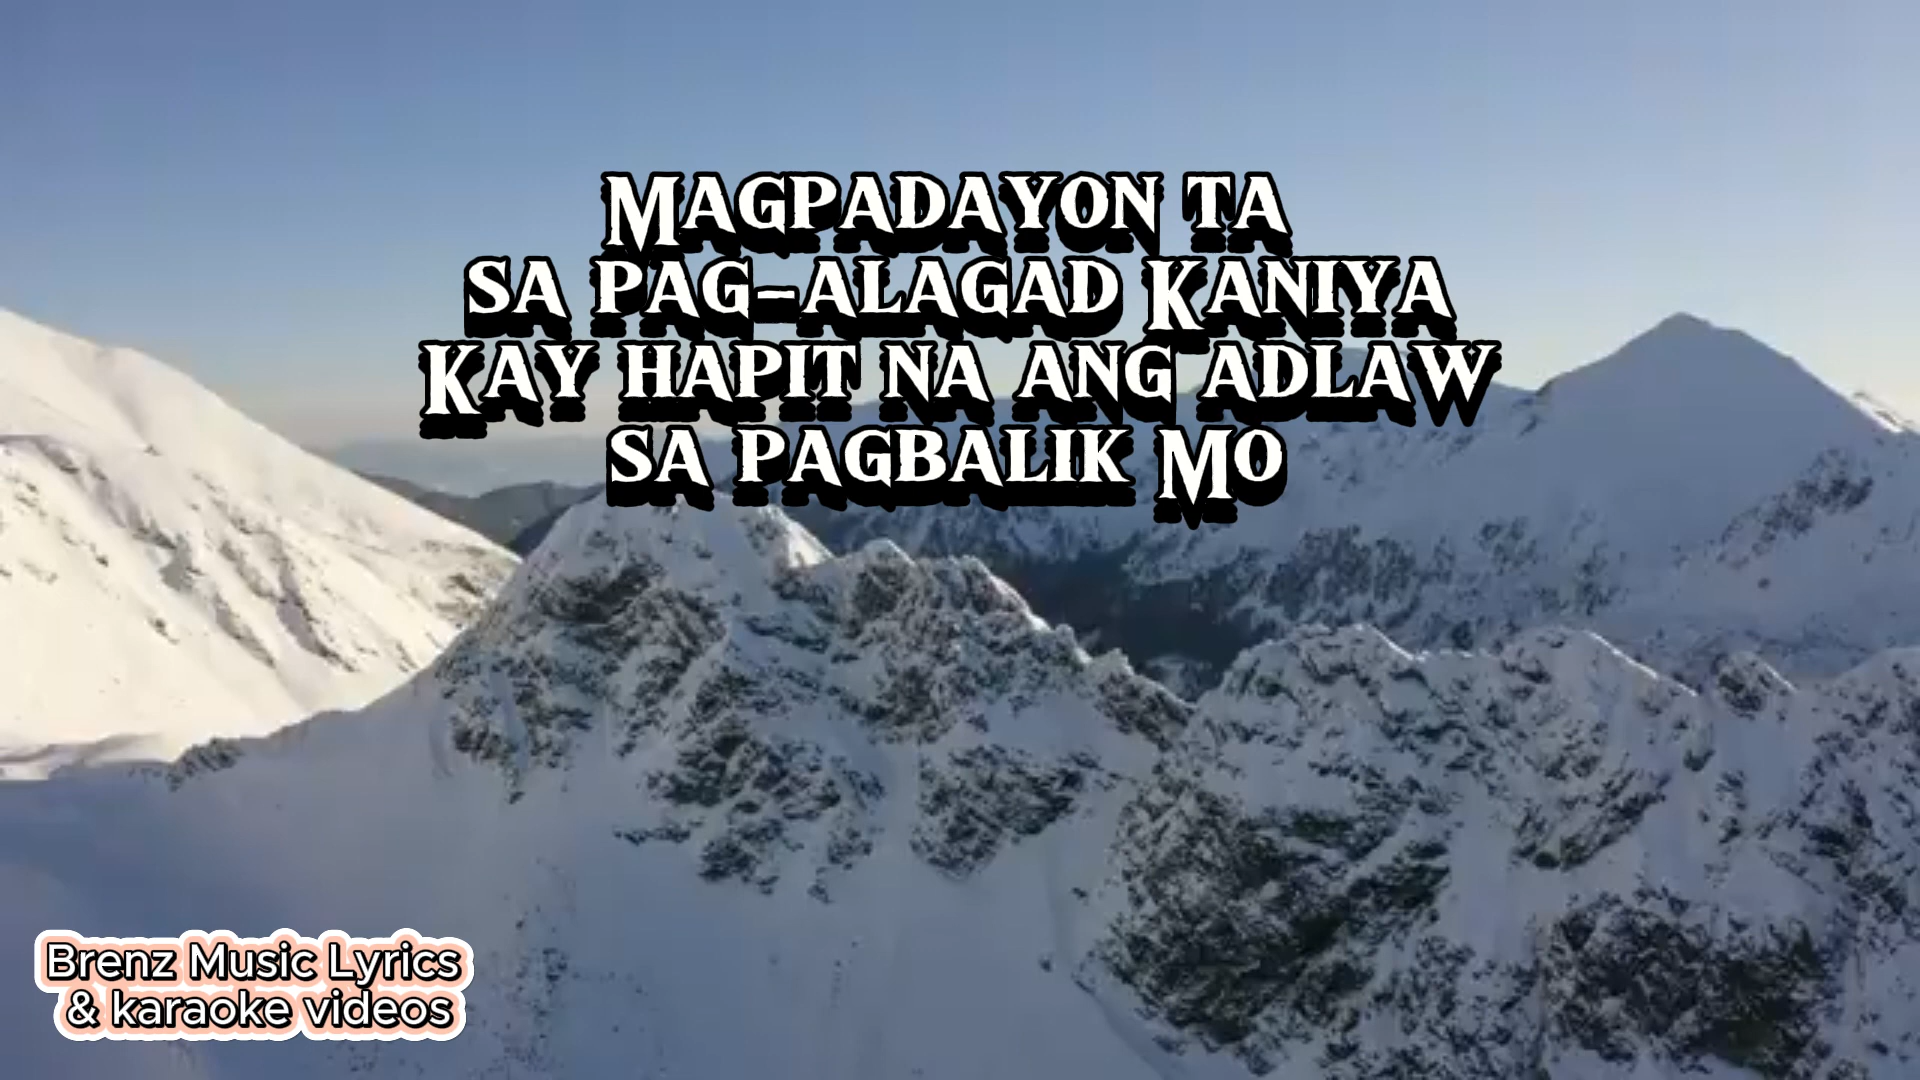 Magpadayon ta
sa pag-alagad Kaniya
Kay hapit na ang adlaw
sa pagbalik Mo
Brenz Music Lyrics
& karaoke videos